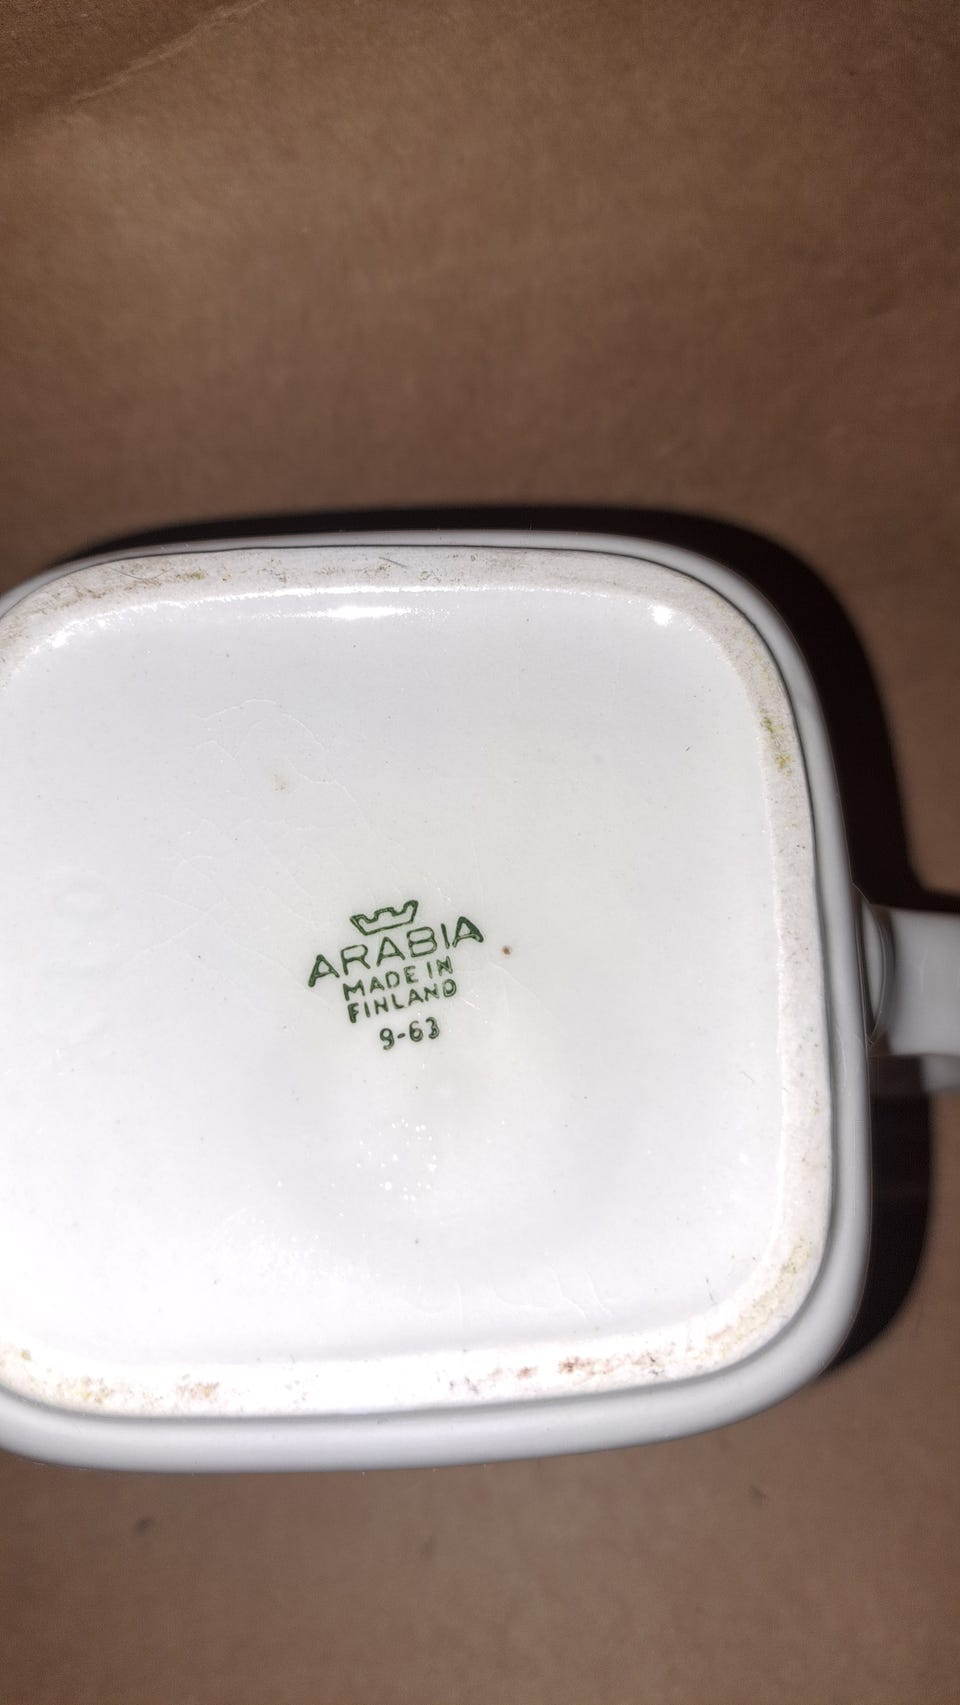 ARABIA
MADE IN
FINLAND
9-63